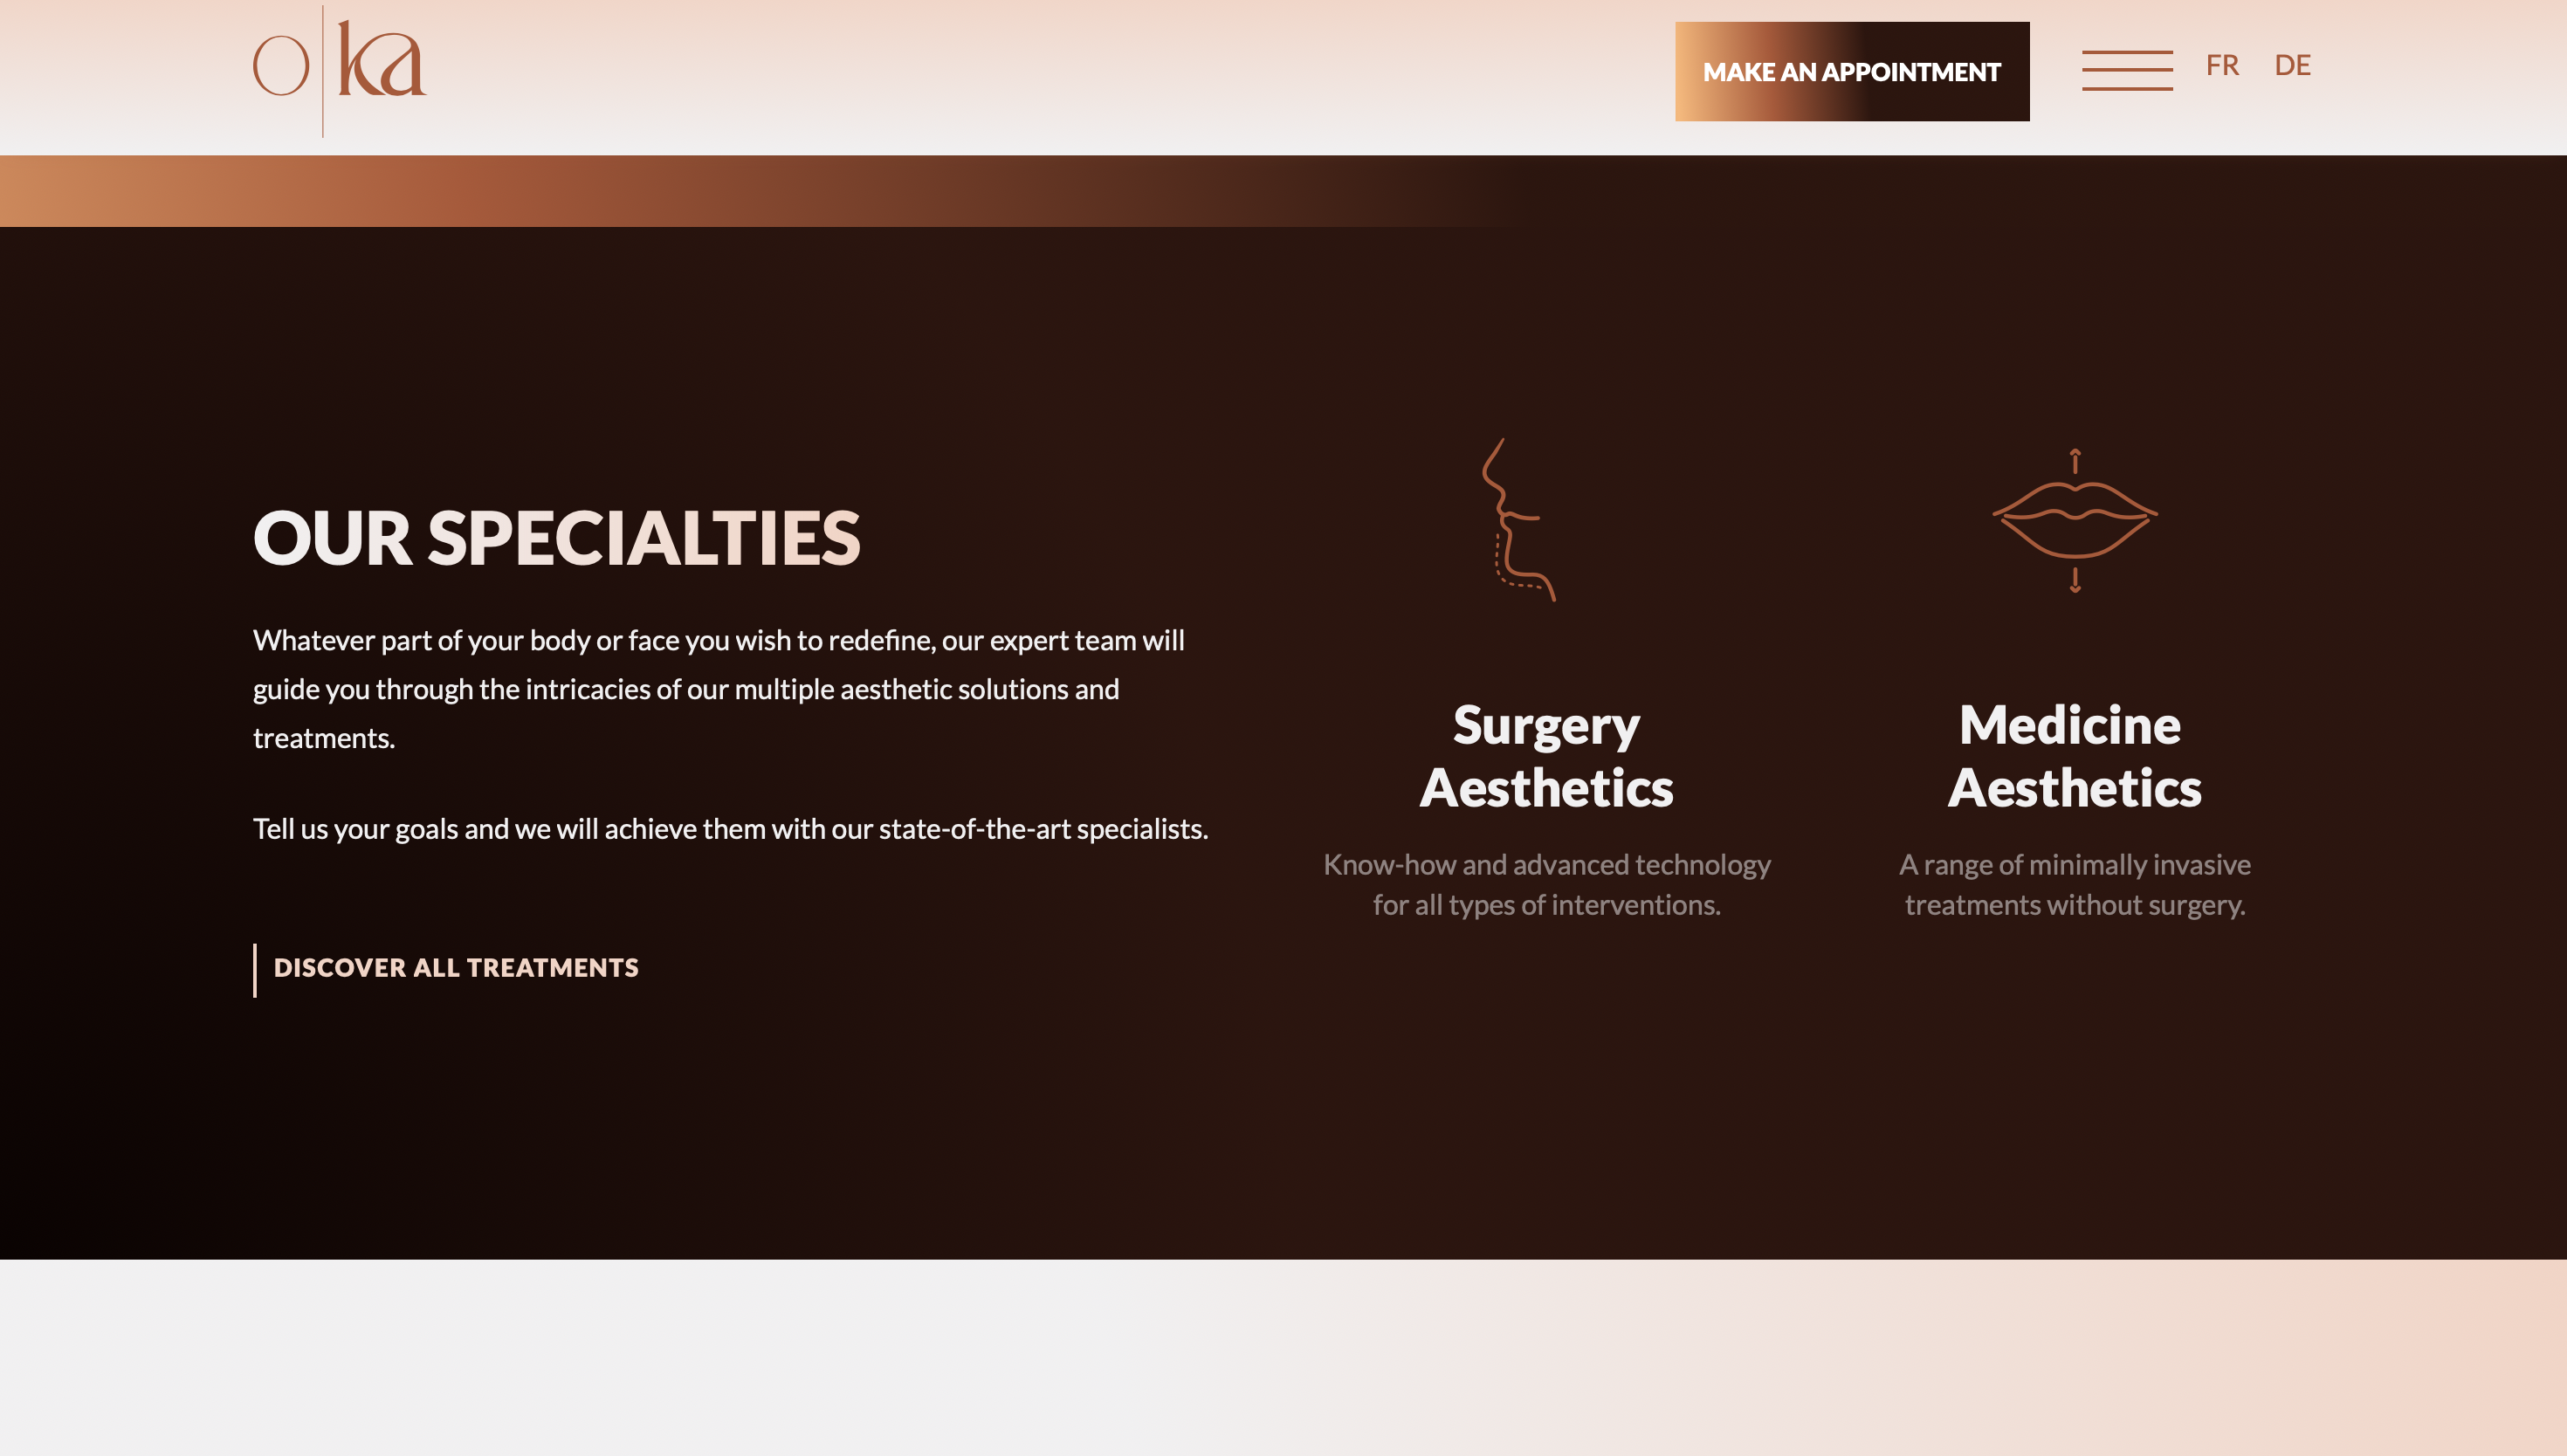 o|ka
MAKE AN APPOINTMENT
FR DE
OUR SPECIALTIES
Whatever part of your body or face you wish to redefine, our expert team will
guide you through the intricacies of our multiple aesthetic solutions and
treatments.
Tell us your goals and we will achieve them with our state-of-the-art specialists.
DISCOVER ALL TREATMENTS
Surgery
Aesthetics
Know-how and advanced technology
for all types of interventions.
Medicine
Aesthetics
A range of minimally invasive
treatments without surgery.